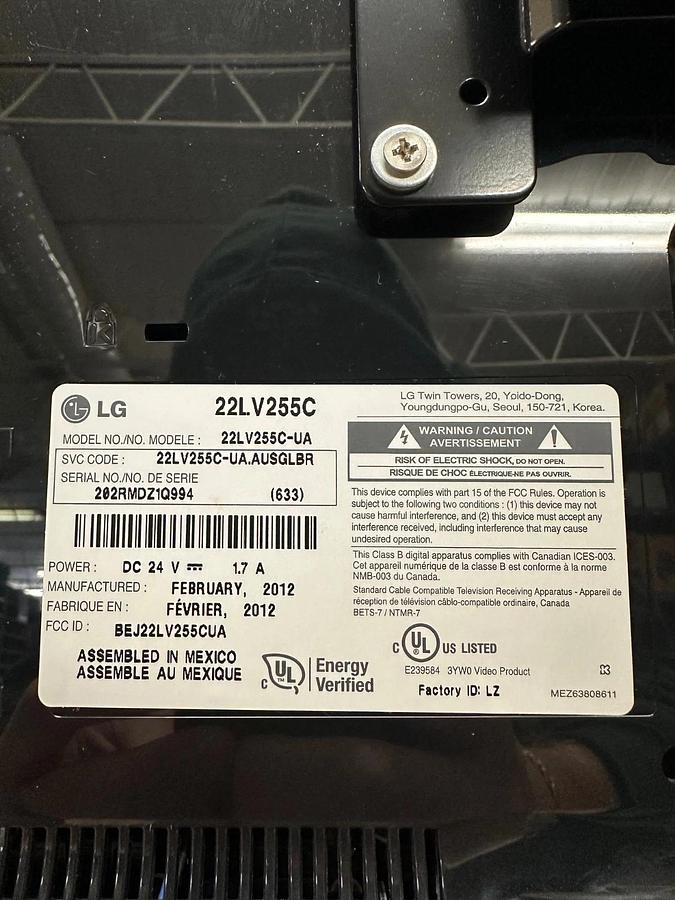 LG
22LV255C
MODEL NO./NO. MODELE : 22LV255C-UA
SVC CODE : 22LV255C-UA.AUSGLBR
SERIAL NO./NO. DE SERIE
202RMDZ1Q994 (633)
POWER : DC 24 V 1.7 A
MANUFACTURED : FEBRUARY, 2012
FABRIQUE EN : FÉVRIER, 2012
FCC ID : BEJ22LV255CUA
ASSEMBLED IN MEXICO
ASSEMBLE AU MEXIQUE
C UL Energy
Verified
LG Twin Towers, 20, Yoido-Dong,
Youngdungpo-Gu, Seoul, 150-721, Korea.
WARNING / CAUTION
AVERTISSEMENT
RISK OF ELECTRIC SHOCK, DO NOT OPEN.
RISQUE DE CHOC ÉLECTRIQUE-NE PAS OUVRIR.
This device complies with part 15 of the FCC Rules. Operation is
subject to the following two conditions : (1) this device may not
cause harmful interference, and (2) this device must accept any
interference received, including interference that may cause
undesired operation.
This Class B digital apparatus complies with Canadian ICES-003.
Cet appareil numérique de la classe B est conforme à la norme
NMB-003 du Canada.
Standard Cable Compatible Television Receiving Apparatus - Appareil de
réception de télévision câblo-compatible ordinaire, Canada
BETS-7 / NTMR-7
C UL US LISTED
E239584 3YW0 Video Product
Factory ID: LZ
MEZ63808611
K